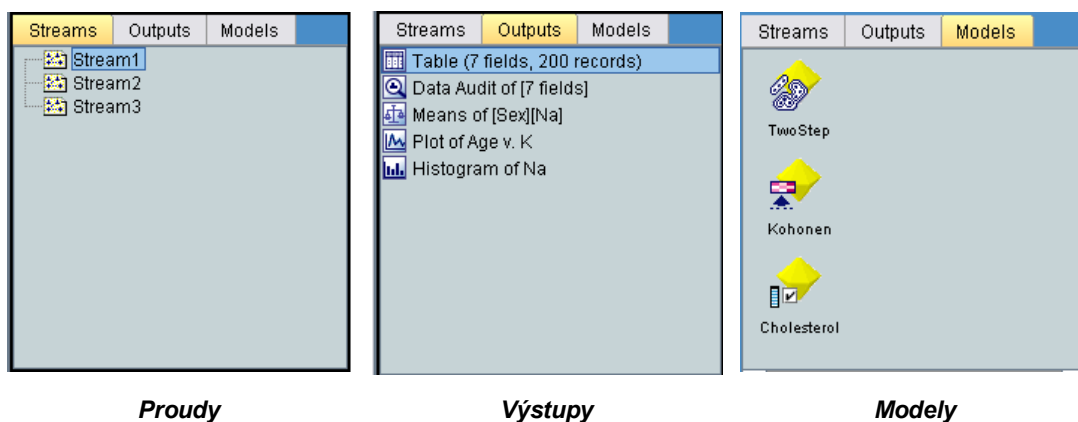 Streams Outputs Models
Stream1
Stream2
Stream3
Streams Outputs Models
Table (7 fields, 200 records)
Data Audit of [7 fields]
Means of [Sex][Na]
Plot of Age v. K
Histogram of Na
Streams Outputs Models
TwoStep
Kohonen
Cholesterol
Proudy
Výstupy
Modely